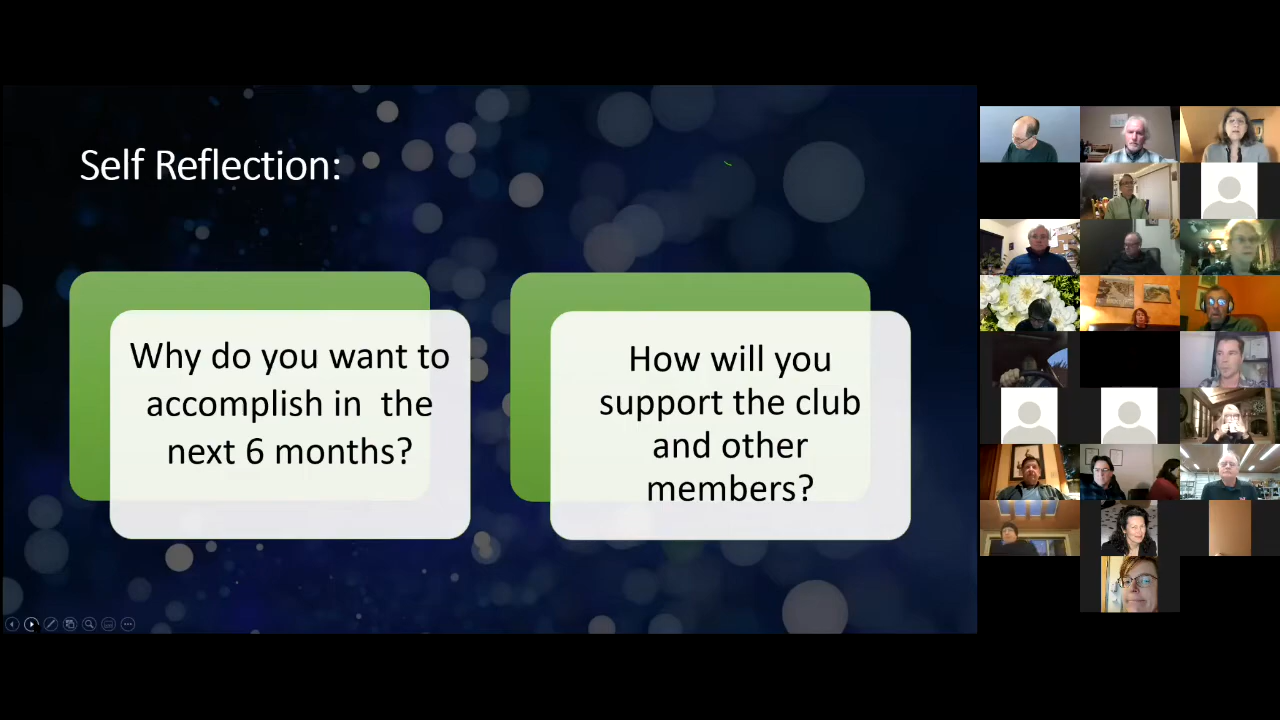 Self Reflection:
Why do you want to
accomplish in  the
next 6 months?
How will you
support the club
and other
members?